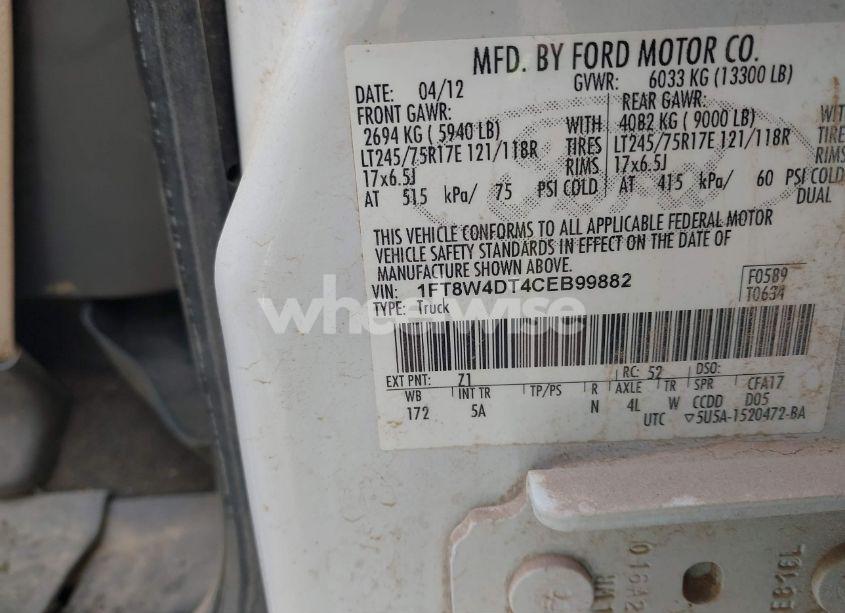 MFD. BY FORD MOTOR CO.
DATE: 04/12 GVWR: 6033 KG (13300 LB)
FRONT GAWR: REAR GAWR:
2694 KG ( 5940 LB) WITH 4082 KG ( 9000 LB) WITH
LT245/75R17E 121/118R TIRES LT245/75R17E 121/118R TIRES
17x6.5J RIMS 17x6.5J RIMS
AT 515 kPa/ 75 PSI COLD AT 415 kPa/ 60 PSI COLD
DUAL
THIS VEHICLE CONFORMS TO ALL APPLICABLE FEDERAL MOTOR
VEHICLE SAFETY STANDARDS IN EFFECT ON THE DATE OF
MANUFACTURE SHOWN ABOVE.
VIN: 1FT8W4DT4CEB99882 F0589
TYPE: Truck T0634
wheelwise
EXT PNT: Z1 RC: 52 DSO:
WB INT TR TP/PS R AXLE TR SPR CFA17
172 5A N 4L W CCDD D05
UTC ▽5U5A-1520472-BA